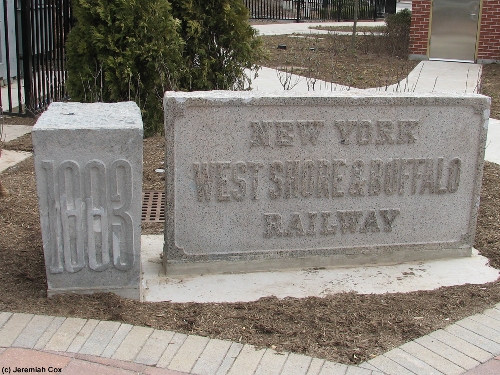 1883
NEW YORK
WEST SHORE & BUFFALO
RAILWAY
(c) Jeremiah Cox